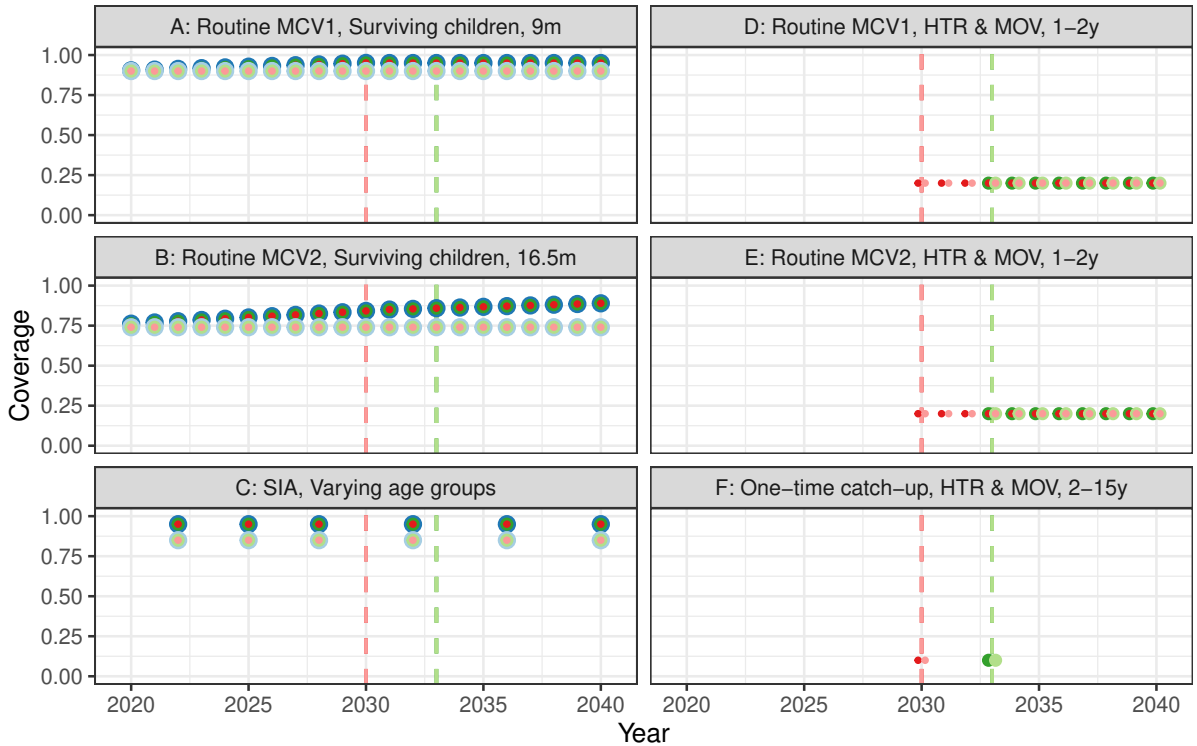 A: Routine MCV1, Surviving children, 9m
D: Routine MCV1, HTR & MOV, 1−2y
1.00
0.75
0.50
0.25
0.00
B: Routine MCV2, Surviving children, 16.5m
E: Routine MCV2, HTR & MOV, 1−2y
1.00
0.75
0.50
0.25
0.00
Coverage
C: SIA, Varying age groups
F: One−time catch−up, HTR & MOV, 2−15y
1.00
0.75
0.50
0.25
0.00
2020 2025 2030 2035 2040
2020 2025 2030 2035 2040
Year